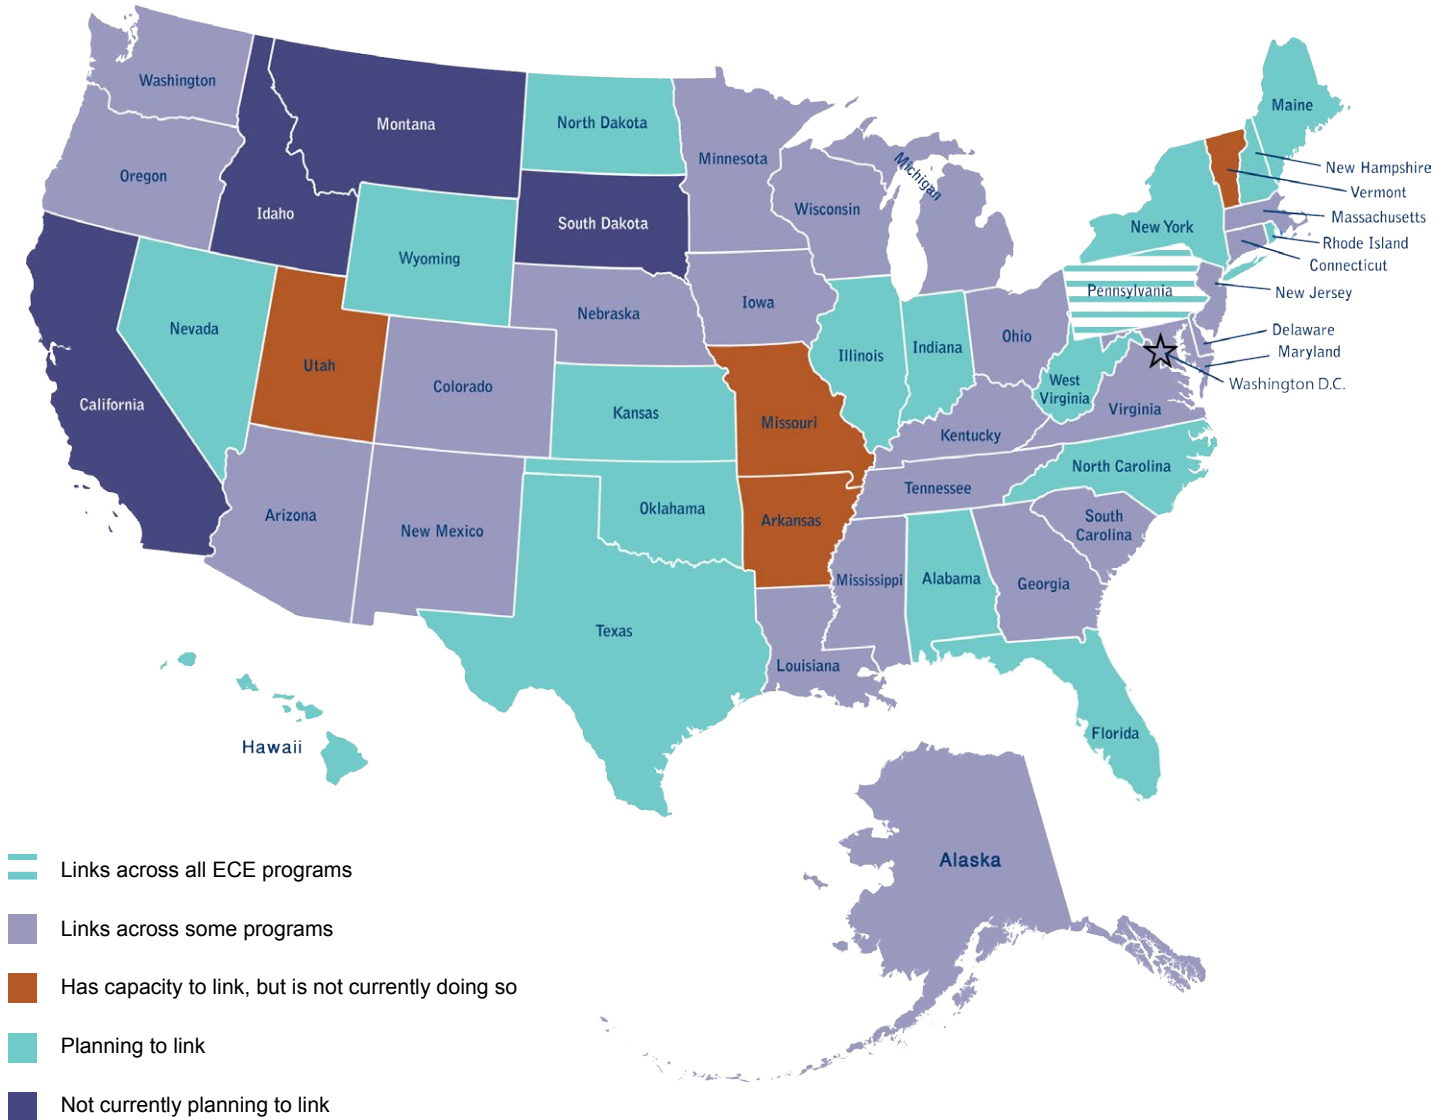 Washington
Oregon
Montana
Idaho
North Dakota
South Dakota
Minnesota
Wisconsin
Michigan
Maine
New Hampshire
Vermont
Massachusetts
Rhode Island
Connecticut
New Jersey
Delaware
Maryland
Washington D.C.
New York
Pennsylvania
Wyoming
Nebraska
Iowa
Nevada
Utah
Colorado
California
Illinois
Indiana
Ohio
West
Virginia
Virginia
Kansas
Missouri
Kentucky
North Carolina
Tennessee
Arizona
New Mexico
Oklahoma
Arkansas
South
Carolina
Mississippi
Alabama
Georgia
Texas
Louisiana
Florida
Hawaii
Alaska
Links across all ECE programs
Links across some programs
Has capacity to link, but is not currently doing so
Planning to link
Not currently planning to link